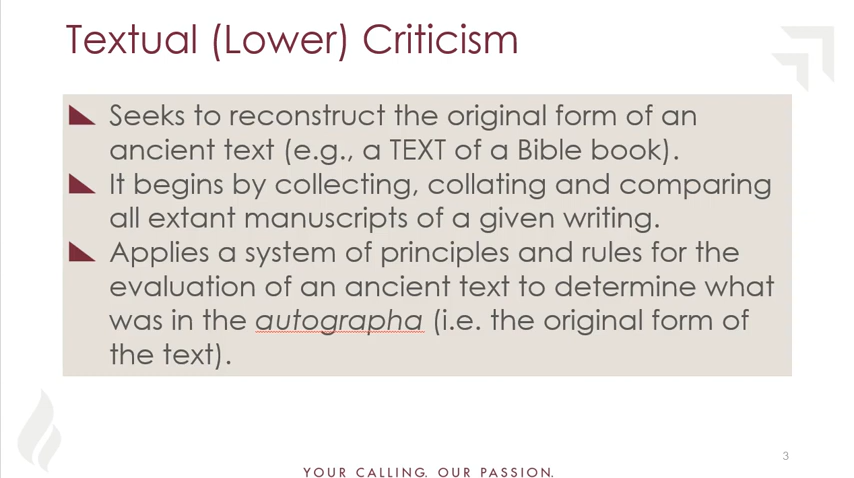 Textual (Lower) Criticism
Seeks to reconstruct the original form of an
ancient text (e.g., a TEXT of a Bible book).
It begins by collecting, collating and comparing
all extant manuscripts of a given writing.
Applies a system of principles and rules for the
evaluation of an ancient text to determine what
was in the autographa (i.e. the original form of
the text).
3
YOUR CALLING. OUR PASSION.